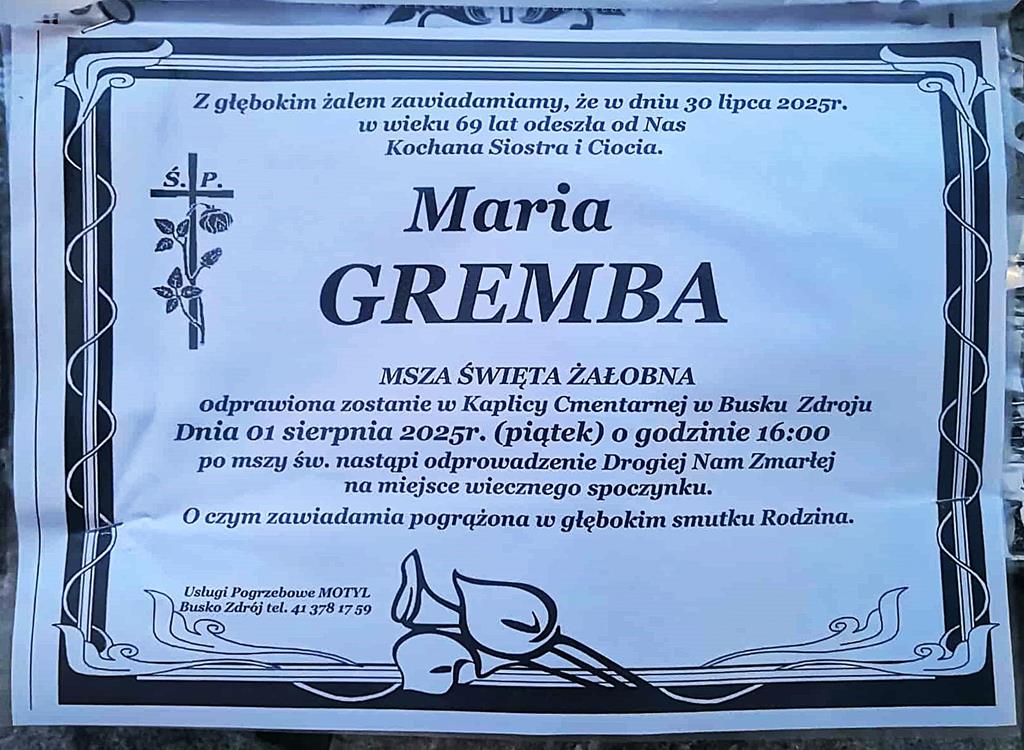 Z głębokim żalem zawiadamiamy, że w dniu 30 lipca 2025r.
w wieku 69 lat odeszła od Nas
Kochana Siostra i Ciocia.
Ś. P.
Maria
GREMBA
MSZA ŚWIĘTA ŻAŁOBNA
odprawiona zostanie w Kaplicy Cmentarnej w Busku Zdroju
Dnia 01 sierpnia 2025r. (piątek) o godzinie 16:00
po mszy św. nastąpi odprowadzenie Drogiej Nam Zmarłej
na miejsce wiecznego spoczynku.
O czym zawiadamia pogrążona w głębokim smutku Rodzina.
Usługi Pogrzebowe MOTYL
Busko Zdrój tel. 41 378 17 59